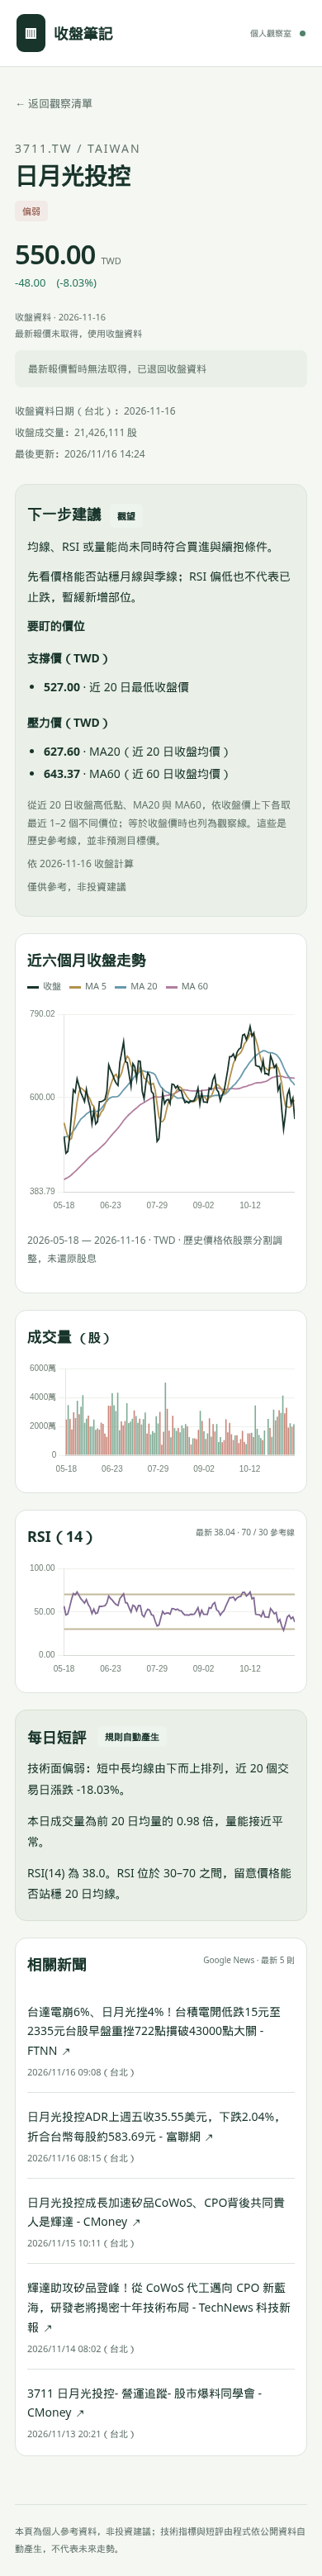 收盤筆記
個人觀察室
← 返回觀察清單
3711.TW / TAIWAN
日月光投控
偏弱
550.00 TWD
-48.00 (-8.03%)
收盤資料 · 2026-11-16
最新報價未取得，使用收盤資料
最新報價暫時無法取得，已退回收盤資料
收盤資料日期（台北）：2026-11-16
收盤成交量：21,426,111 股
最後更新：2026/11/16 14:24
下一步建議 觀望
均線、RSI 或量能尚未同時符合買進與續抱條件。
先看價格能否站穩月線與季線；RSI 偏低也不代表已
止跌，暫緩新增部位。
要盯的價位
支撐價（TWD）
• 527.00 · 近 20 日最低收盤價
壓力價（TWD）
• 627.60 · MA20（近 20 日收盤均價）
• 643.37 · MA60（近 60 日收盤均價）
從近 20 日收盤高低點、MA20 與 MA60，依收盤價上下各取
最近 1–2 個不同價位；等於收盤價時也列為觀察線。這些是
歷史參考線，並非預測目標價。
依 2026-11-16 收盤計算
僅供參考，非投資建議
近六個月收盤走勢
收盤 MA 5 MA 20 MA 60
790.02
600.00
383.79
05-18 06-23 07-29 09-02 10-12
2026-05-18 — 2026-11-16 · TWD · 歷史價格依股票分割調
整，未還原股息
成交量（股）
6000萬
4000萬
2000萬
0
05-18 06-23 07-29 09-02 10-12
RSI（14） 最新 38.04 · 70 / 30 參考線
100.00
50.00
0.00
05-18 06-23 07-29 09-02 10-12
每日短評 規則自動產生
技術面偏弱：短中長均線由下而上排列，近 20 個交
易日漲跌 -18.03%。
本日成交量為前 20 日均量的 0.98 倍，量能接近平
常。
RSI(14) 為 38.0。RSI 位於 30–70 之間，留意價格能
否站穩 20 日均線。
相關新聞 Google News · 最新 5 則
台達電崩6%、日月光挫4%！台積電開低跌15元至
2335元台股早盤重挫722點摜破43000點大關 -
FTNN ↗
2026/11/16 09:08（台北）
日月光投控ADR上週五收35.55美元，下跌2.04%，
折合台幣每股約583.69元 - 富聯網 ↗
2026/11/16 08:15（台北）
日月光投控成長加速矽品CoWoS、CPO背後共同貴
人是輝達 - CMoney ↗
2026/11/15 10:11（台北）
輝達助攻矽品登峰！從 CoWoS 代工邁向 CPO 新藍
海，研發老將揭密十年技術布局 - TechNews 科技新
報 ↗
2026/11/14 08:02（台北）
3711 日月光投控- 營運追蹤- 股市爆料同學會 -
CMoney ↗
2026/11/13 20:21（台北）
本頁為個人參考資料，非投資建議；技術指標與短評由程式依公開資料自
動產生，不代表未來走勢。